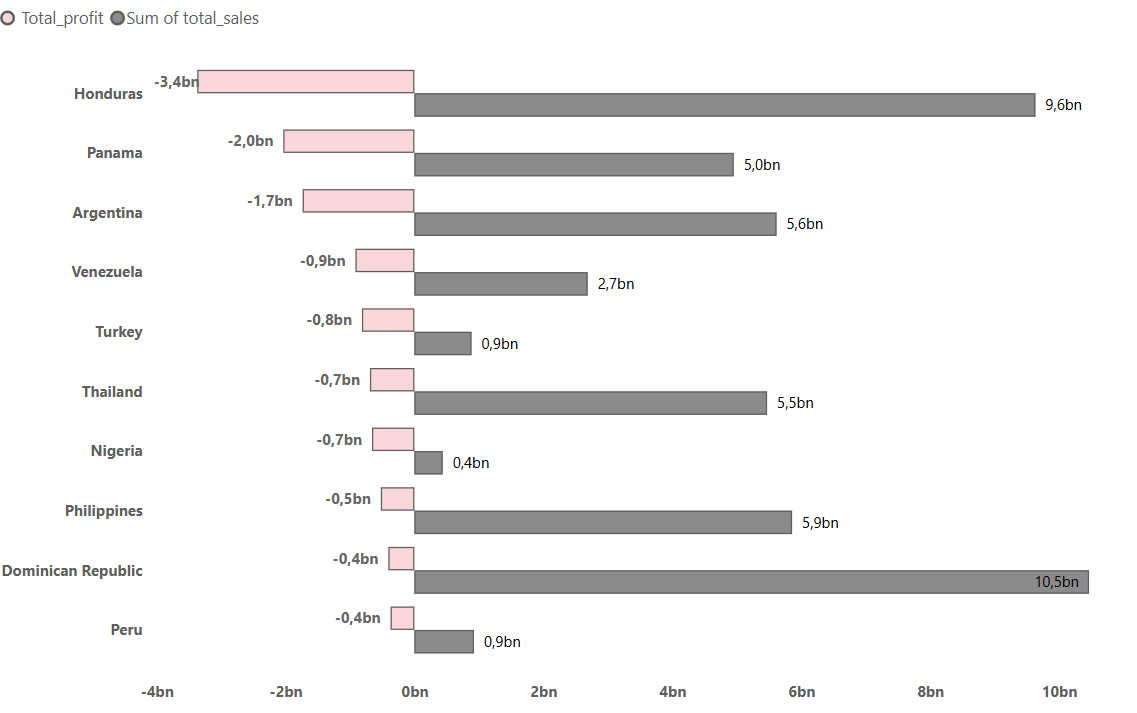 Total_profit Sum of total_sales
-3,4bn
Honduras
9,6bn
-2,0bn
Panama
5,0bn
-1,7bn
Argentina
5,6bn
-0,9bn
Venezuela
2,7bn
-0,8bn
Turkey
0,9bn
-0,7bn
Thailand
5,5bn
-0,7bn
Nigeria
0,4bn
-0,5bn
Philippines
5,9bn
-0,4bn
Dominican Republic
10,5bn
-0,4bn
Peru
0,9bn
-4bn -2bn 0bn 2bn 4bn 6bn 8bn 10bn